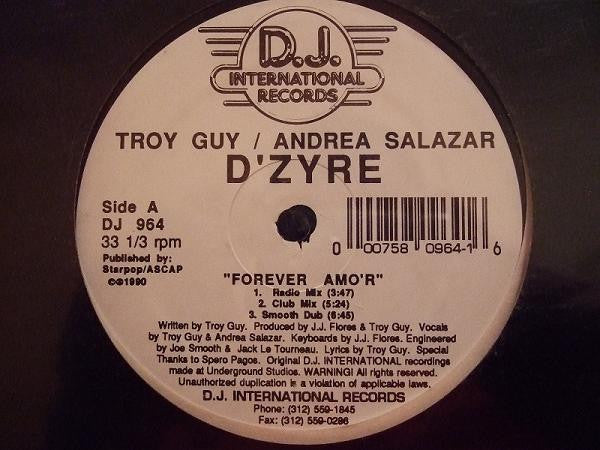 D.J.
INTERNATIONAL
RECORDS
TROY GUY / ANDREA SALAZAR
D'ZYRE
Side A
DJ 964
33 1/3 rpm
Published by:
Starpop/ASCAP
©℗1990
0 00758 0964-1 6
"FOREVER AMO'R"
1. Radio Mix (3:47)
2. Club Mix (5:24)
3. Smooth Dub (6:45)
Written by Troy Guy. Produced by J.J. Flores & Troy Guy. Vocals
by Troy Guy & Andrea Salazar. Keyboards by J.J. Flores. Engineered
by Joe Smooth & Jack Le Tourneau. Lyrics by Troy Guy. Special
Thanks to Spero Pagos. Original D.J. INTERNATIONAL recordings
made at Underground Studios. WARNING! All rights reserved.
Unauthorized duplication is a violation of applicable laws.
D.J. INTERNATIONAL RECORDS
Phone: (312) 559-1845
Fax: (312) 559-0286